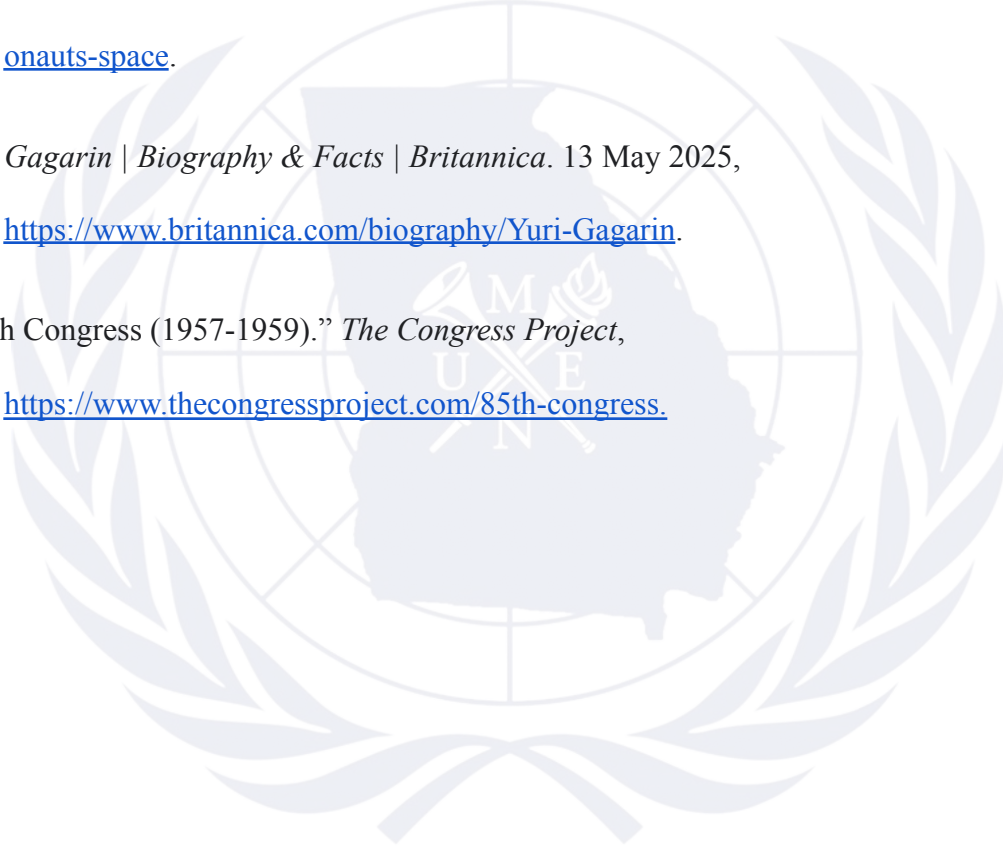 onauts-space.
Gagarin | Biography & Facts | Britannica. 13 May 2025,
https://www.britannica.com/biography/Yuri-Gagarin.
h Congress (1957-1959).” The Congress Project,
M
U E
https://www.thecongressproject.com/85th-congress.
N